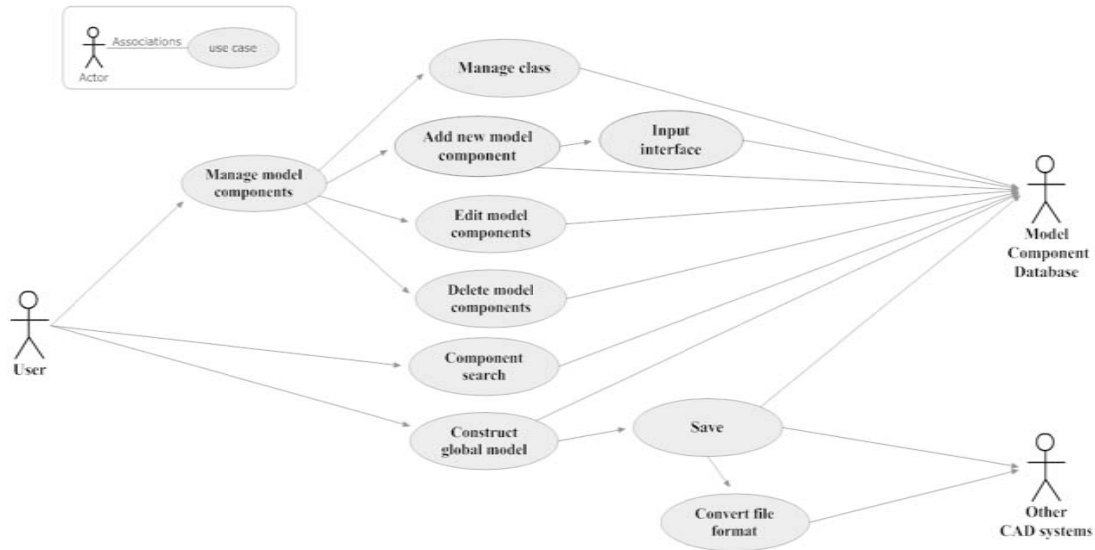 Associations
use case
Actor
Manage class
Add new model
component
Input
interface
Manage model
components
Edit model
components
Model
Component
Database
Delete model
components
User
Component
search
Construct
global model
Save
Convert file
format
Other
CAD systems